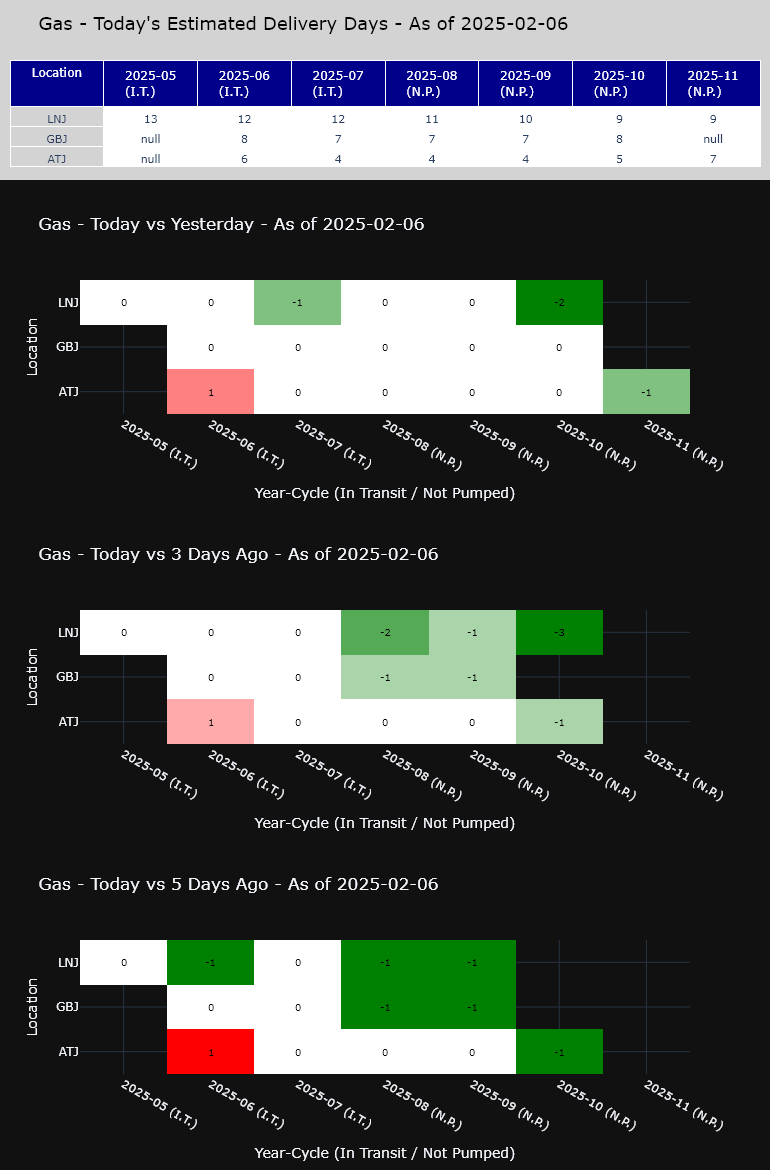 Gas - Today's Estimated Delivery Days - As of 2025-02-06
Location 2025-05 (I.T.) 2025-06 (I.T.) 2025-07 (I.T.) 2025-08 (N.P.) 2025-09 (N.P.) 2025-10 (N.P.) 2025-11 (N.P.)
LNJ 13 12 12 11 10 9 9
GBJ null 8 7 7 7 8 null
ATJ null 6 4 4 4 5 7
Gas - Today vs Yesterday - As of 2025-02-06
Location
LNJ 0 0 -1 0 0 -2
GBJ 0 0 0 0 0
ATJ 1 0 0 0 0 -1
2025-05 (I.T.) 2025-06 (I.T.) 2025-07 (I.T.) 2025-08 (N.P.) 2025-09 (N.P.) 2025-10 (N.P.) 2025-11 (N.P.)
Year-Cycle (In Transit / Not Pumped)
Gas - Today vs 3 Days Ago - As of 2025-02-06
Location
LNJ 0 0 0 -2 -1 -3
GBJ 0 0 -1 -1
ATJ 1 0 0 0 -1
2025-05 (I.T.) 2025-06 (I.T.) 2025-07 (I.T.) 2025-08 (N.P.) 2025-09 (N.P.) 2025-10 (N.P.) 2025-11 (N.P.)
Year-Cycle (In Transit / Not Pumped)
Gas - Today vs 5 Days Ago - As of 2025-02-06
Location
LNJ 0 -1 0 -1 -1
GBJ 0 0 -1 -1
ATJ 1 0 0 0 -1
2025-05 (I.T.) 2025-06 (I.T.) 2025-07 (I.T.) 2025-08 (N.P.) 2025-09 (N.P.) 2025-10 (N.P.) 2025-11 (N.P.)
Year-Cycle (In Transit / Not Pumped)